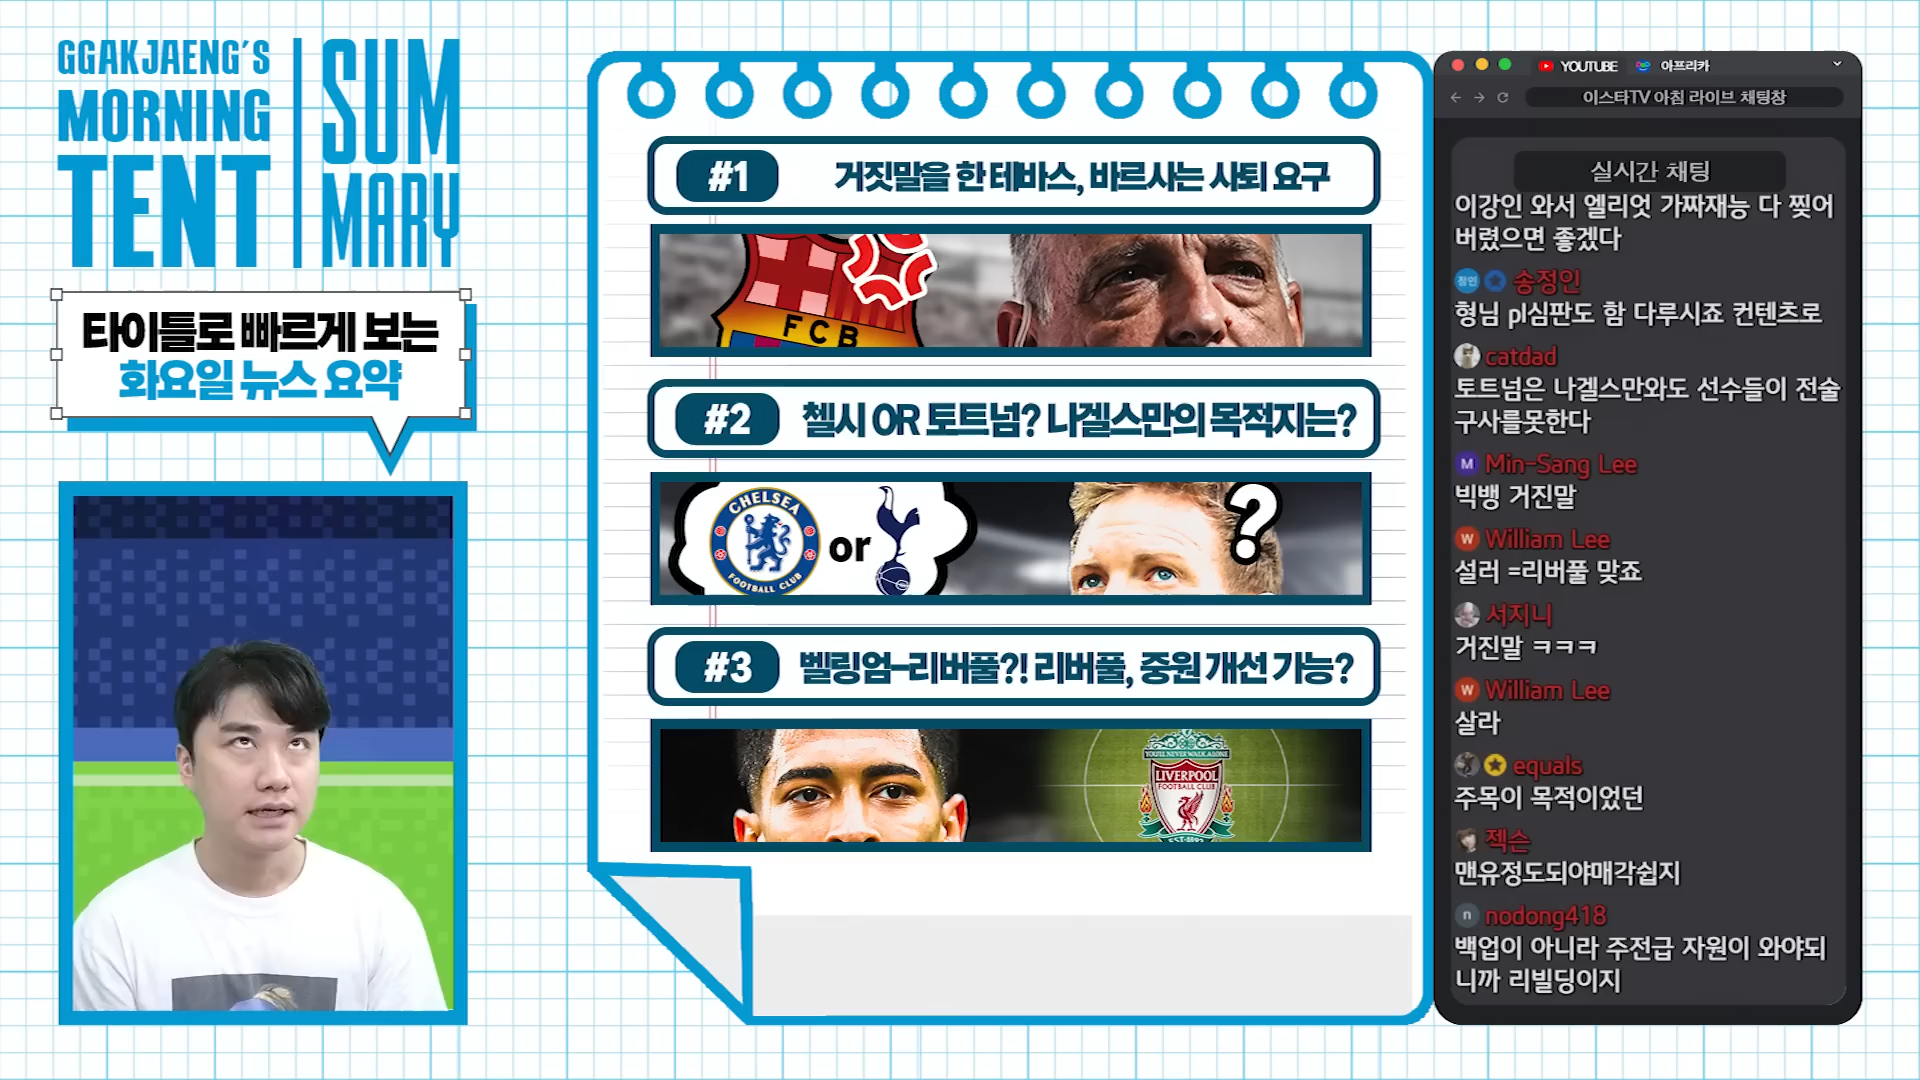 GGAKJAENG'S
MORNING
TENT
SUM
MARY
타이틀로 빠르게 보는
화요일 뉴스 요약
#1 거짓말을 한 테바스, 바르사는 사퇴 요구
FCB
#2 첼시 OR 토트넘? 나겔스만의 목적지는?
CHELSEA
FOOTBALL CLUB
or
?
#3 벨링엄-리버풀?! 리버풀, 중원 개선 가능?
YOU'LL NEVER WALK ALONE
LIVERPOOL
FOOTBALL CLUB
EST·1892
YOUTUBE 아프리카
이스타TV 아침 라이브 채팅창
실시간 채팅
이강인 와서 엘리엇 가짜재능 다 찢어
버렸으면 좋겠다
정인 송정인
형님 pl심판도 함 다루시죠 컨텐츠로
catdad
토트넘은 나겔스만와도 선수들이 전술
구사를못한다
M Min-Sang Lee
빅뱅 거진말
W William Lee
설러 =리버풀 맞죠
서지니
거진말 ㅋㅋㅋ
W William Lee
살라
equals
주목이 목적이었던
젝슨
맨유정도되야매각쉽지
n nodong418
백업이 아니라 주전급 자원이 와야되
니까 리빌딩이지